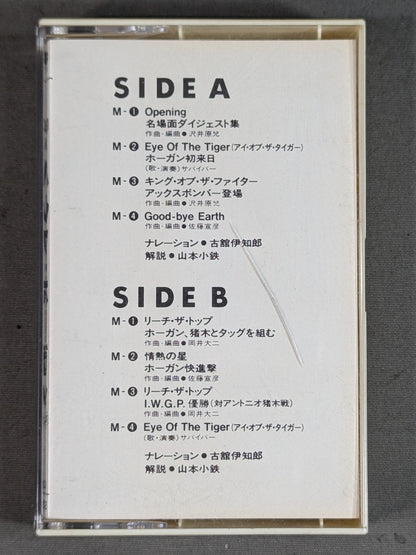 SIDE A
M-❶ Opening
名場面ダイジェスト集
作曲・編曲●沢井原兒
M-❷ Eye Of The Tiger(アイ・オブ・ザ・タイガー)
ホーガン初来日
(歌・演奏)サバイバー
M-❸ キング・オブ・ザ・ファイター
アックスボンバー登場
作曲・編曲●沢井原兒
M-❹ Good-bye Earth
作曲・編曲●佐藤宣彦
ナレーション●古舘伊知郎
解説●山本小鉄
SIDE B
M-❶ リーチ・ザ・トップ
ホーガン、猪木とタッグを組む
作曲・編曲●岡井大二
M-❷ 情熱の星
ホーガン快進撃
作曲・編曲●佐藤宣彦
M-❸ リーチ・ザ・トップ
I.W.G.P.優勝(対アントニオ猪木戦)
作曲・編曲●岡井大二
M-❹ Eye Of The Tiger(アイ・オブ・ザ・タイガー)
(歌・演奏)サバイバー
ナレーション●古舘伊知郎
解説●山本小鉄